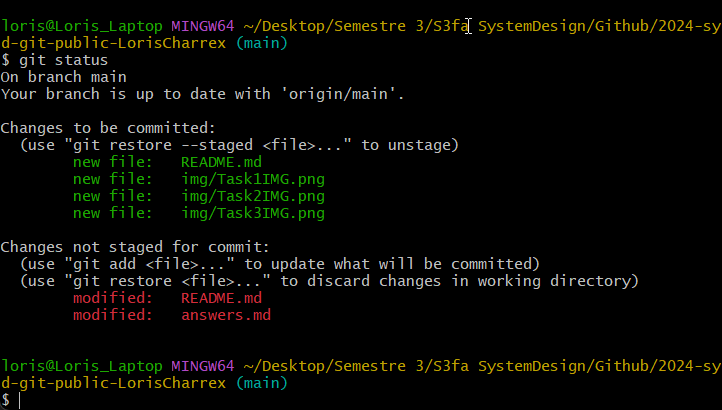 loris@Loris_Laptop MINGW64 ~/Desktop/Semestre 3/S3fa SystemDesign/Github/2024-sy
d-git-public-LorisCharrex (main)
$ git status
On branch main
Your branch is up to date with 'origin/main'.
Changes to be committed:
  (use "git restore --staged <file>..." to unstage)
        new file:   README.md
        new file:   img/Task1IMG.png
        new file:   img/Task2IMG.png
        new file:   img/Task3IMG.png
Changes not staged for commit:
  (use "git add <file>..." to update what will be committed)
  (use "git restore <file>..." to discard changes in working directory)
        modified:   README.md
        modified:   answers.md
loris@Loris_Laptop MINGW64 ~/Desktop/Semestre 3/S3fa SystemDesign/Github/2024-sy
d-git-public-LorisCharrex (main)
$